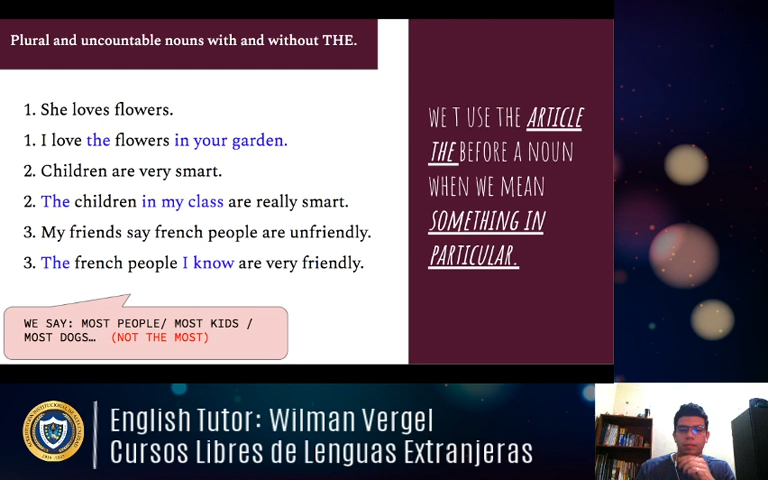 Plural and uncountable nouns with and without THE.
1. She loves flowers.
1. I love the flowers in your garden.
2. Children are very smart.
2. The children in my class are really smart.
3. My friends say french people are unfriendly.
3. The french people I know are very friendly.
WE SAY: MOST PEOPLE/ MOST KIDS /
MOST DOGS… (NOT THE MOST)
WE T USE THE ARTICLE
THE BEFORE A NOUN
WHEN WE MEAN
SOMETHING IN
PARTICULAR.
English Tutor: Wilman Vergel
Cursos Libres de Lenguas Extranjeras